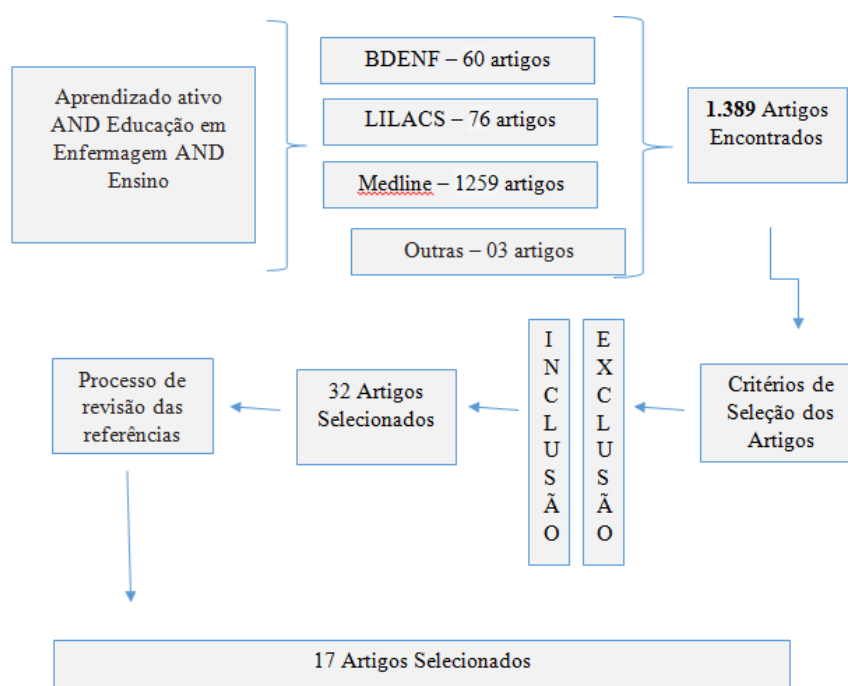 Aprendizado ativo
AND Educação em
Enfermagem AND
Ensino
BDENF – 60 artigos
LILACS – 76 artigos
Medline – 1259 artigos
Outras – 03 artigos
1.389 Artigos
Encontrados
Critérios de
Seleção dos
Artigos
E
X
C
L
U
S
Ã
O
I
N
C
L
U
S
Ã
O
32 Artigos
Selecionados
Processo de
revisão das
referências
17 Artigos Selecionados